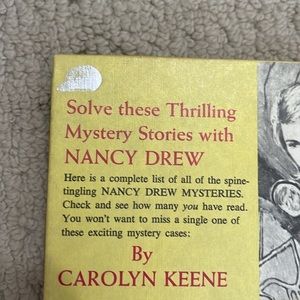 Solve these Thrilling
Mystery Stories with
NANCY DREW
Here is a complete list of all of the spine-
tingling NANCY DREW MYSTERIES.
Check and see how many you have read.
You won't want to miss a single one of
these exciting mystery cases:
By
CAROLYN KEENE